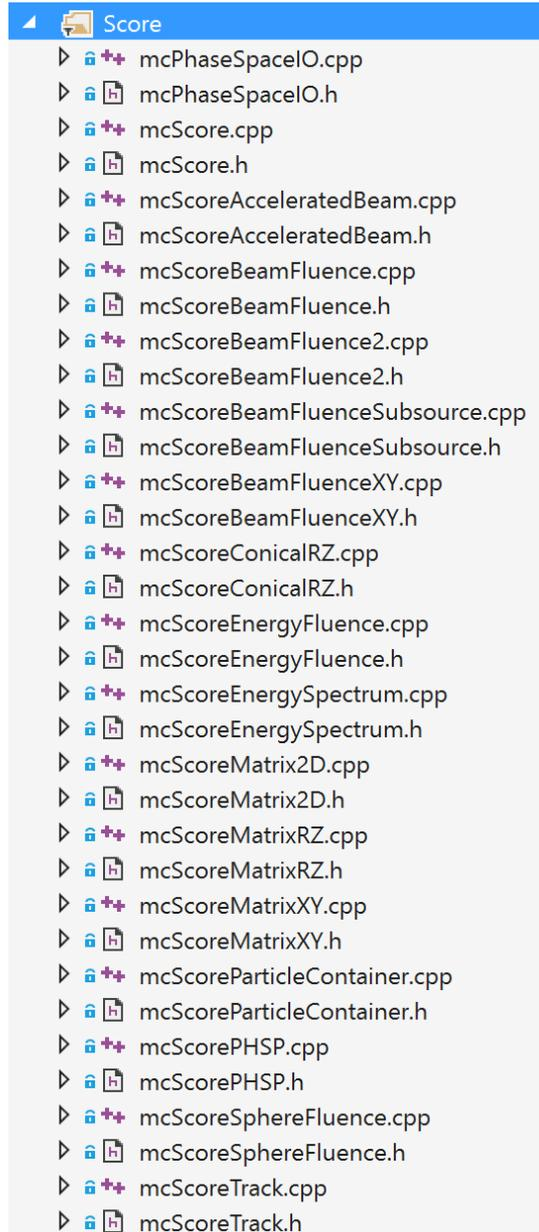 Score
mcPhaseSpaceIO.cpp
mcPhaseSpaceIO.h
mcScore.cpp
mcScore.h
mcScoreAcceleratedBeam.cpp
mcScoreAcceleratedBeam.h
mcScoreBeamFluence.cpp
mcScoreBeamFluence.h
mcScoreBeamFluence2.cpp
mcScoreBeamFluence2.h
mcScoreBeamFluenceSubsource.cpp
mcScoreBeamFluenceSubsource.h
mcScoreBeamFluenceXY.cpp
mcScoreBeamFluenceXY.h
mcScoreConicalRZ.cpp
mcScoreConicalRZ.h
mcScoreEnergyFluence.cpp
mcScoreEnergyFluence.h
mcScoreEnergySpectrum.cpp
mcScoreEnergySpectrum.h
mcScoreMatrix2D.cpp
mcScoreMatrix2D.h
mcScoreMatrixRZ.cpp
mcScoreMatrixRZ.h
mcScoreMatrixXY.cpp
mcScoreMatrixXY.h
mcScoreParticleContainer.cpp
mcScoreParticleContainer.h
mcScorePHSP.cpp
mcScorePHSP.h
mcScoreSphereFluence.cpp
mcScoreSphereFluence.h
mcScoreTrack.cpp
mcScoreTrack.h